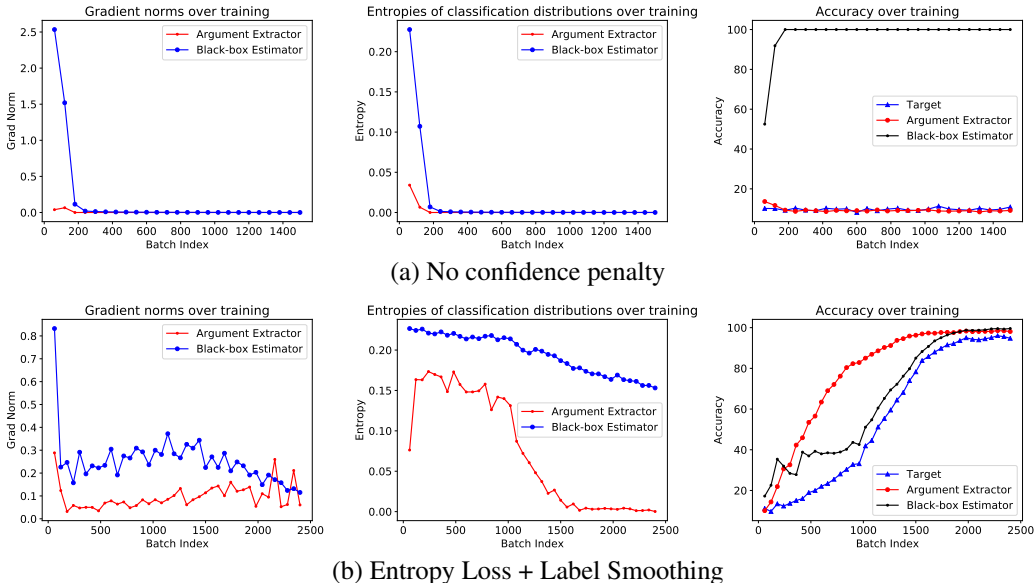 Gradient norms over training
Entropies of classification distributions over training
Accuracy over training
2.5
2.0
1.5
1.0
0.5
0.0
Grad Norm
Argument Extractor
Black-box Estimator
0 200 400 600 800 1000 1200 1400
Batch Index
0.20
0.15
0.10
0.05
0.00
Entropy
Argument Extractor
Black-box Estimator
0 200 400 600 800 1000 1200 1400
Batch Index
100
80
60
40
20
Accuracy
Target
Argument Extractor
Black-box Estimator
0 200 400 600 800 1000 1200 1400
Batch Index
(a) No confidence penalty
Gradient norms over training
Entropies of classification distributions over training
Accuracy over training
0.8
0.7
0.6
0.5
0.4
0.3
0.2
0.1
0.0
Grad Norm
Argument Extractor
Black-box Estimator
0 500 1000 1500 2000 2500
Batch Index
0.20
0.15
0.10
0.05
0.00
Entropy
Argument Extractor
Black-box Estimator
0 500 1000 1500 2000 2500
Batch Index
100
80
60
40
20
Accuracy
Target
Argument Extractor
Black-box Estimator
0 500 1000 1500 2000 2500
Batch Index
(b) Entropy Loss + Label Smoothing